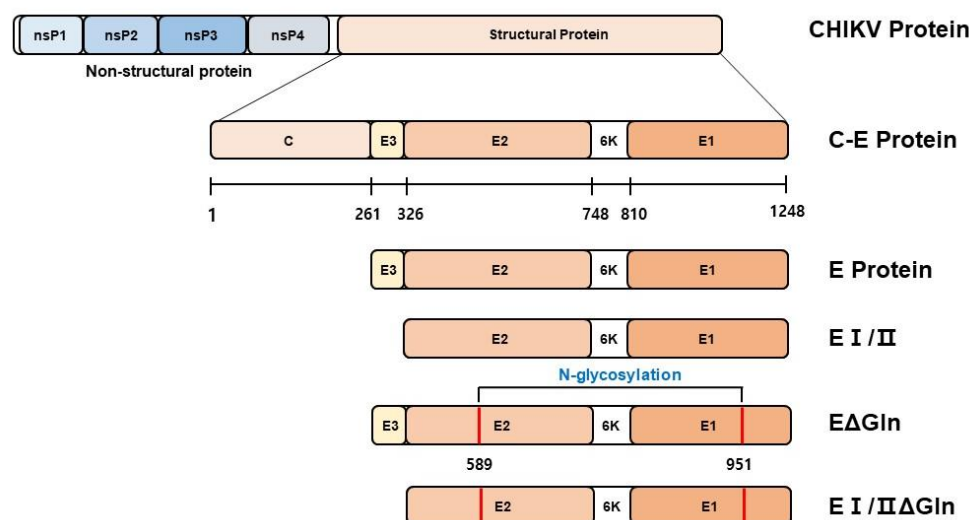 nsP1 nsP2 nsP3 nsP4 Structural Protein CHIKV Protein
Non-structural protein
C E3 E2 6K E1 C-E Protein
1 261 326 748 810 1248
E3 E2 6K E1 E Protein
E2 6K E1 E Ⅰ/Ⅱ
N-glycosylation
E3 E2 6K E1 EΔGln
589 951
E2 6K E1 E Ⅰ/ⅡΔGln